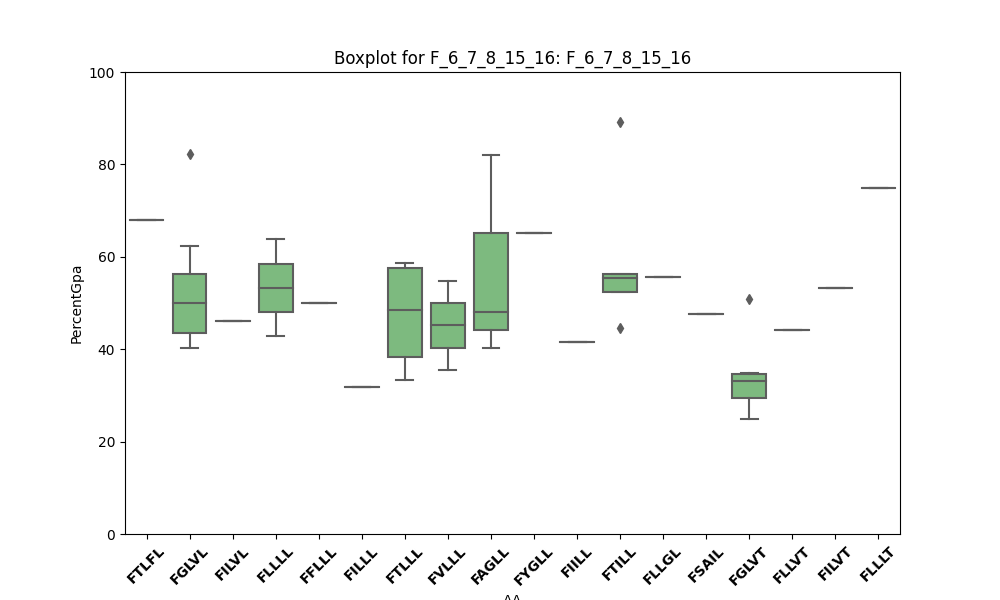 Boxplot for F_6_7_8_15_16: F_6_7_8_15_16
100
80
60
40
20
0
PercentGpa
FTLFL
FGLVL
FILVL
FLLLL
FFLLL
FILLL
FTLLL
FVLLL
FAGLL
FYGLL
FIILL
FTILL
FLLGL
FSAIL
FGLVT
FLLVT
FILVT
FLLLT
AA